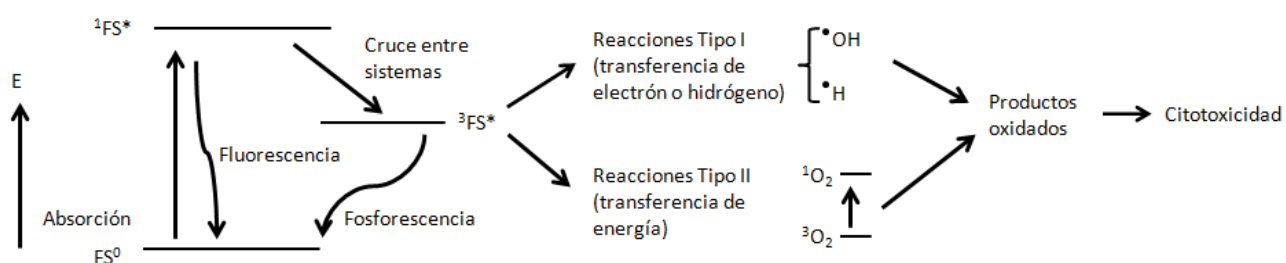 ¹FS*
E
Absorción
FS⁰
Fluorescencia
Cruce entre
sistemas
³FS*
Fosforescencia
Reacciones Tipo I
(transferencia de
electrón o hidrógeno)
•OH
•H
Reacciones Tipo II
(transferencia de
energía)
¹O₂
³O₂
Productos
oxidados
Citotoxicidad